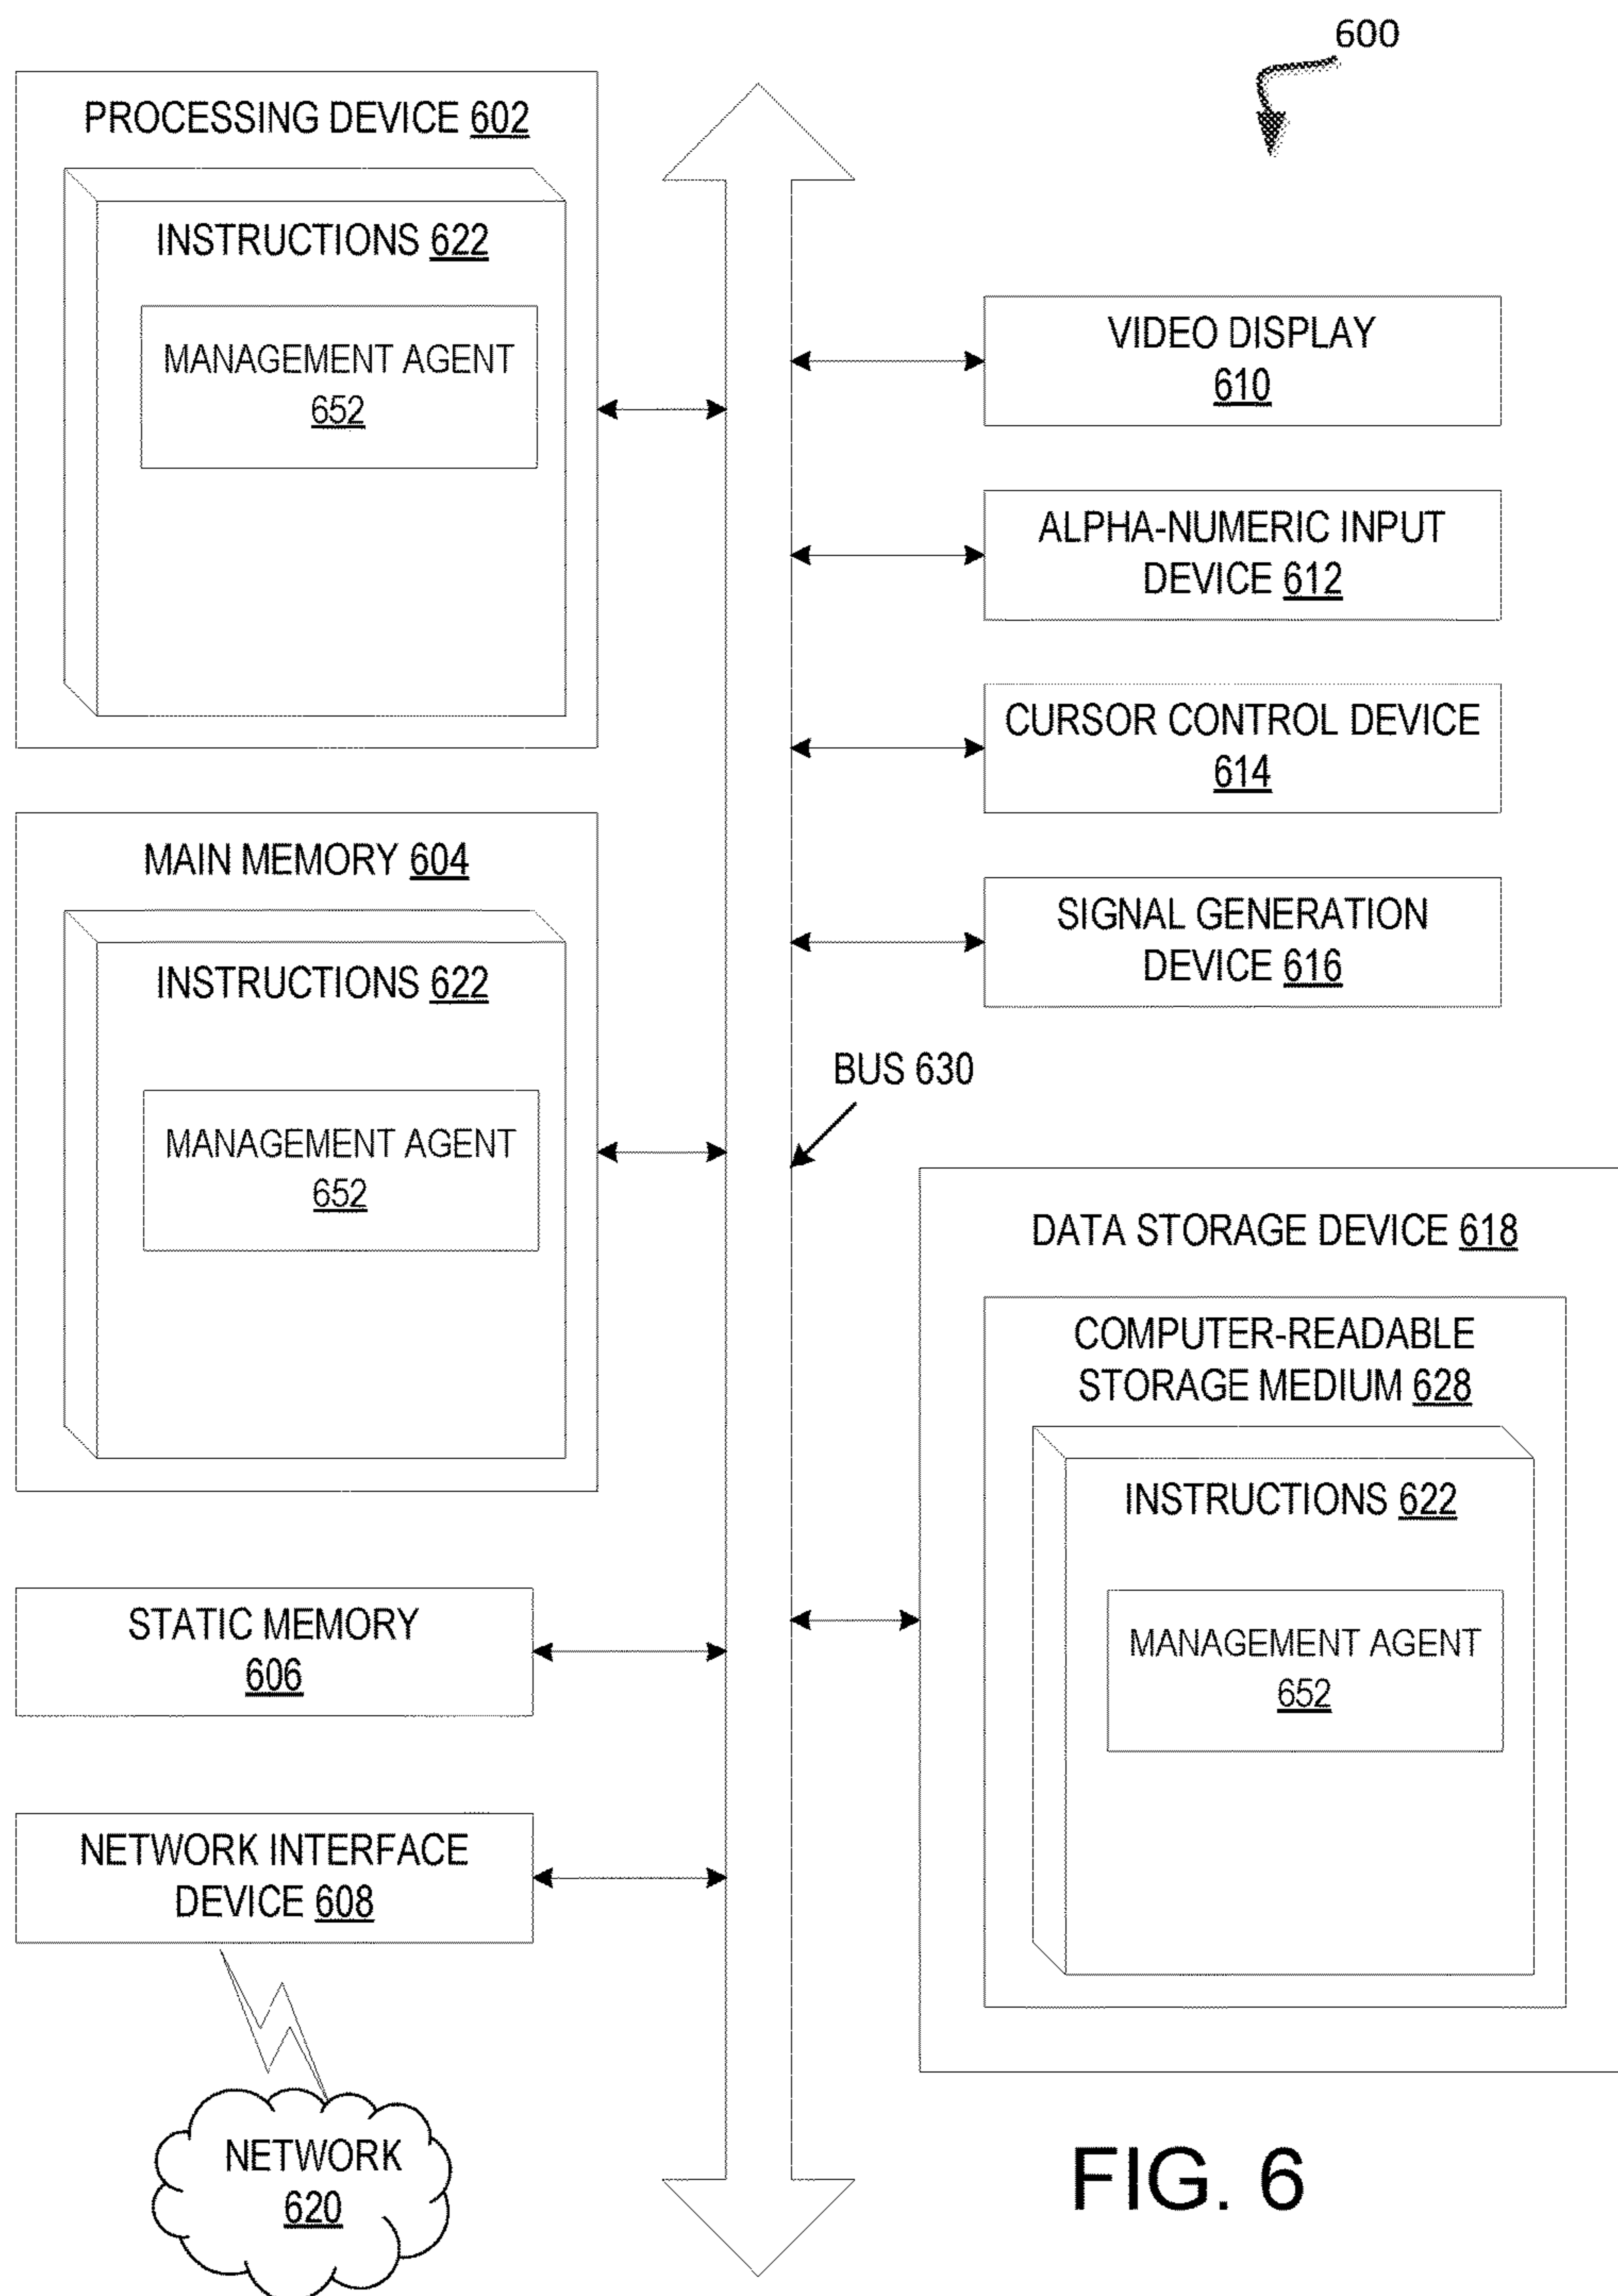 600
PROCESSING DEVICE 602
INSTRUCTIONS 622
MANAGEMENT AGENT
652
MAIN MEMORY 604
INSTRUCTIONS 622
MANAGEMENT AGENT
652
STATIC MEMORY
606
NETWORK INTERFACE
DEVICE 608
NETWORK
620
VIDEO DISPLAY
610
ALPHA-NUMERIC INPUT
DEVICE 612
CURSOR CONTROL DEVICE
614
SIGNAL GENERATION
DEVICE 616
BUS 630
DATA STORAGE DEVICE 618
COMPUTER-READABLE
STORAGE MEDIUM 628
INSTRUCTIONS 622
MANAGEMENT AGENT
652
FIG. 6